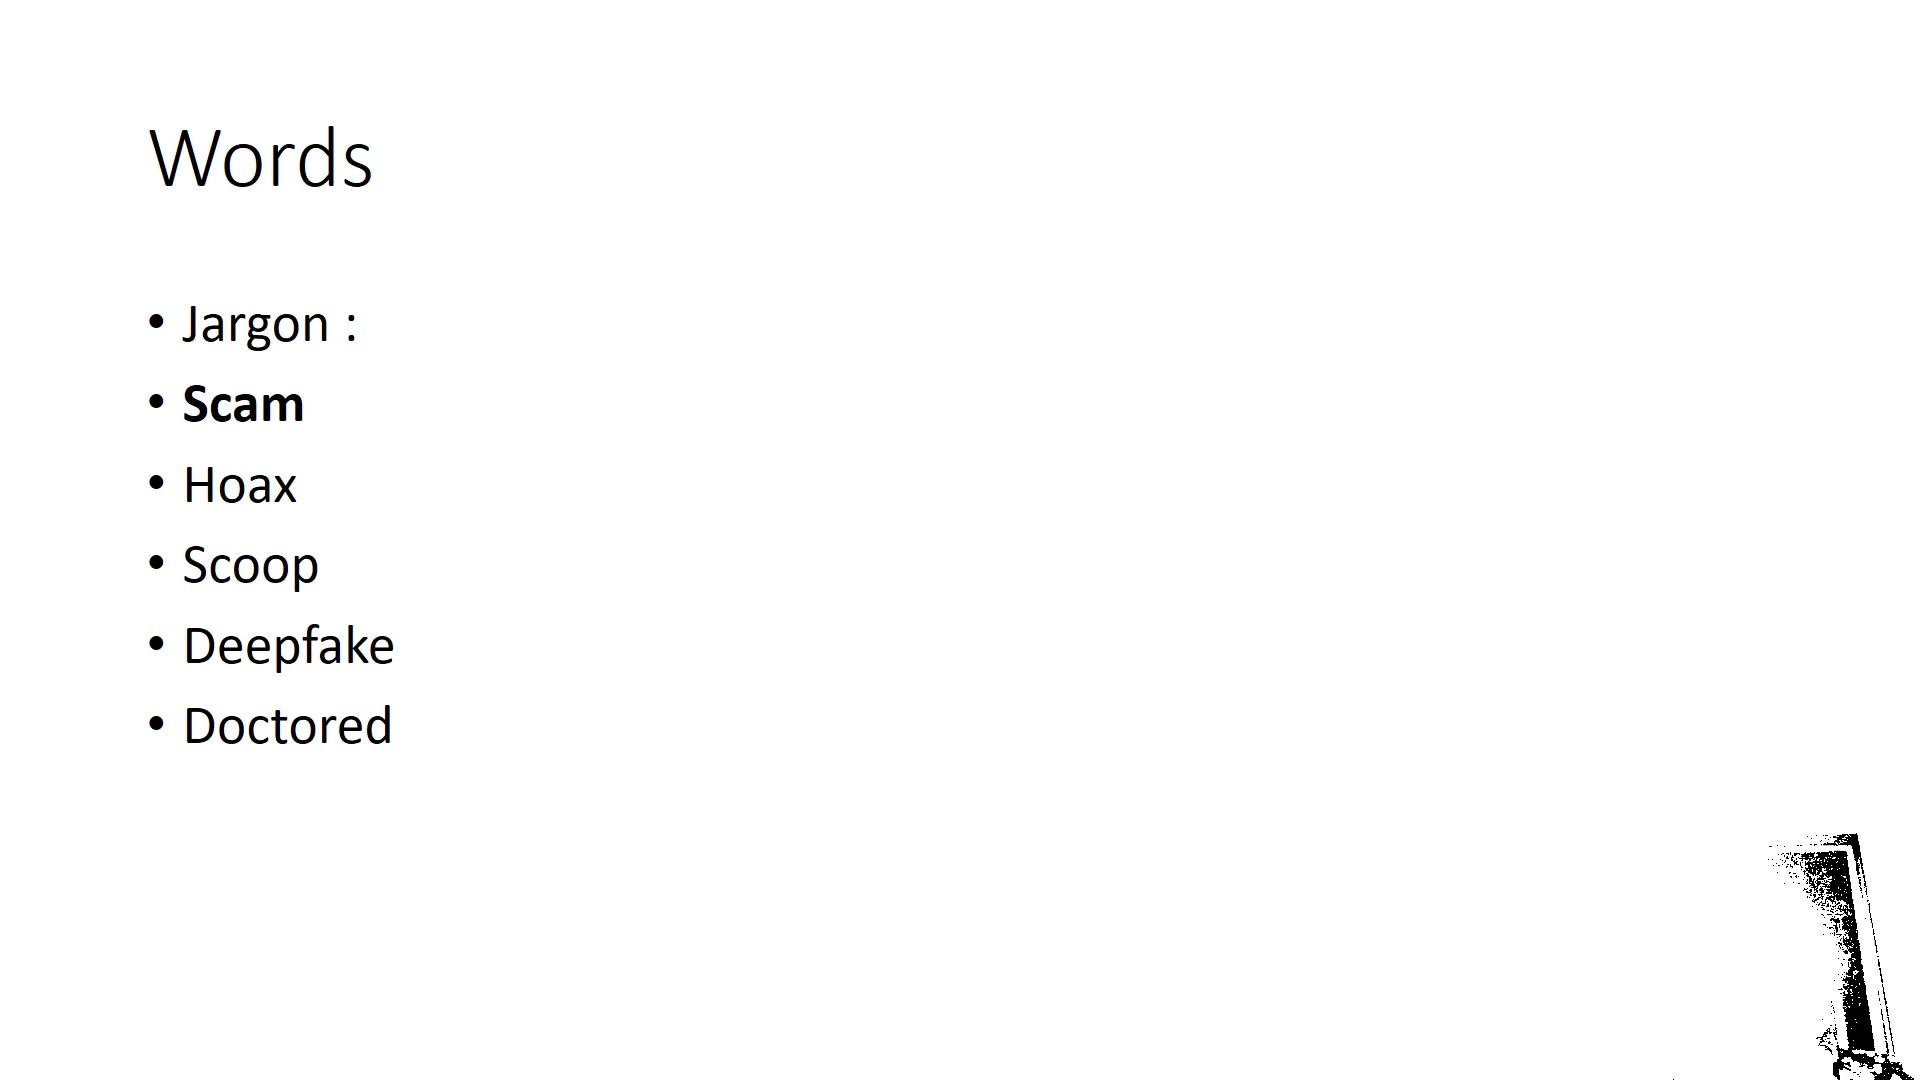 Words
• Jargon :
• Scam
• Hoax
• Scoop
• Deepfake
• Doctored